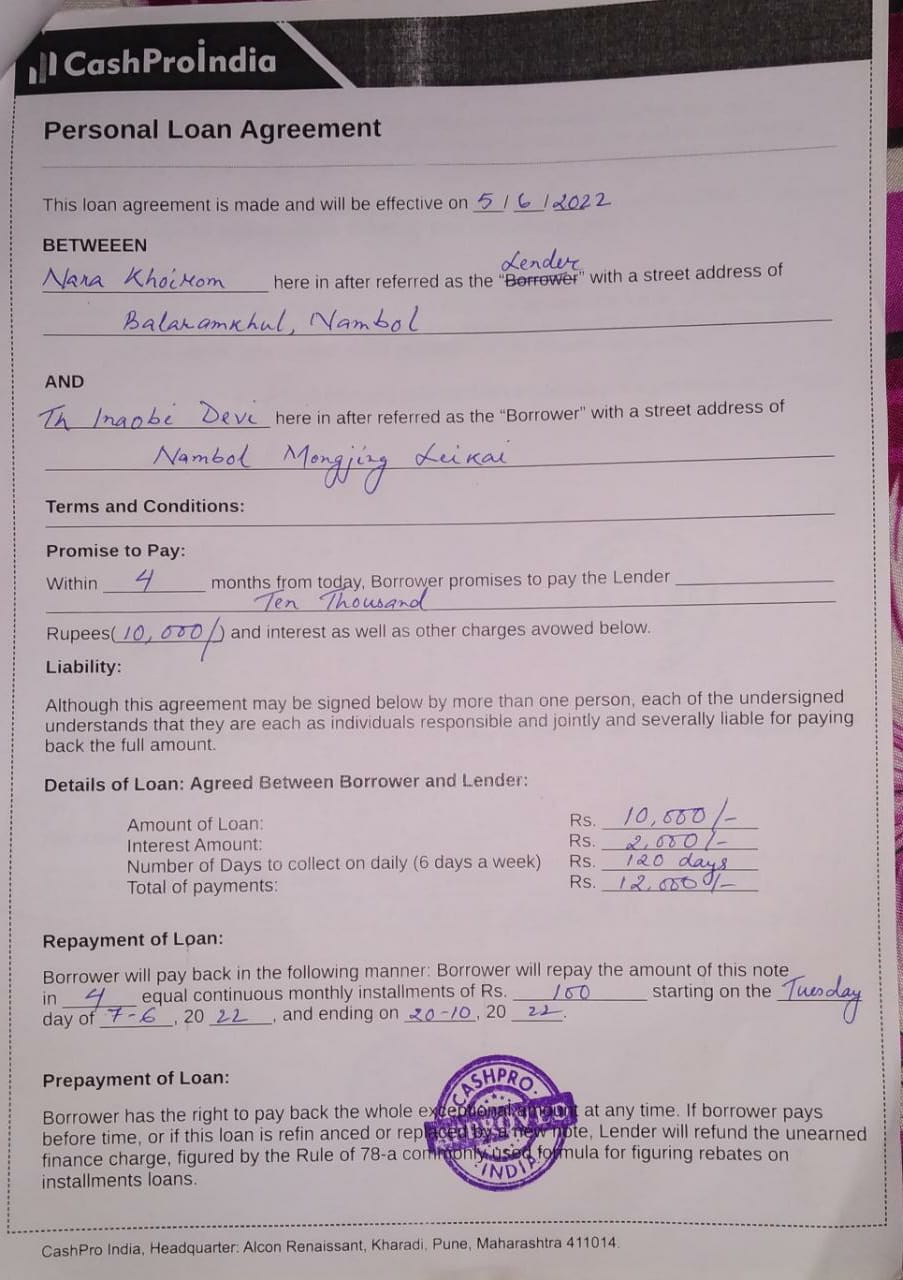 CashProİndia
Personal Loan Agreement
This loan agreement is made and will be effective on 5 / 6 / 2022
BETWEEEN
Lender
Nara Khoirom here in after referred as the “Borrower” with a street address of
Balaramkhul, Nambol
AND
Th Inaobi Devi here in after referred as the “Borrower” with a street address of
Nambol Mongjing Leikai
Terms and Conditions:
Promise to Pay:
Within 4 months from today, Borrower promises to pay the Lender
Ten Thousand
Rupees( 10,000/ ) and interest as well as other charges avowed below.
Liability:
Although this agreement may be signed below by more than one person, each of the undersigned
understands that they are each as individuals responsible and jointly and severally liable for paying
back the full amount.
Details of Loan: Agreed Between Borrower and Lender:
Amount of Loan: Rs. 10,000/-
Interest Amount: Rs. 2,000/-
Number of Days to collect on daily (6 days a week) Rs. 120 days
Total of payments: Rs. 12,000/-
Repayment of Loan:
Borrower will pay back in the following manner: Borrower will repay the amount of this note
in 4 equal continuous monthly installments of Rs. 100 starting on the Tuesday
day of 7-6 , 20 22 , and ending on 20-10 , 20 22 .
Prepayment of Loan:
CASHPRO
INDIA
Borrower has the right to pay back the whole exceptional amount at any time. If borrower pays
before time, or if this loan is refin anced or replaced by a new note, Lender will refund the unearned
finance charge, figured by the Rule of 78-a commonly used formula for figuring rebates on
installments loans.
CashPro India, Headquarter: Alcon Renaissant, Kharadi, Pune, Maharashtra 411014.